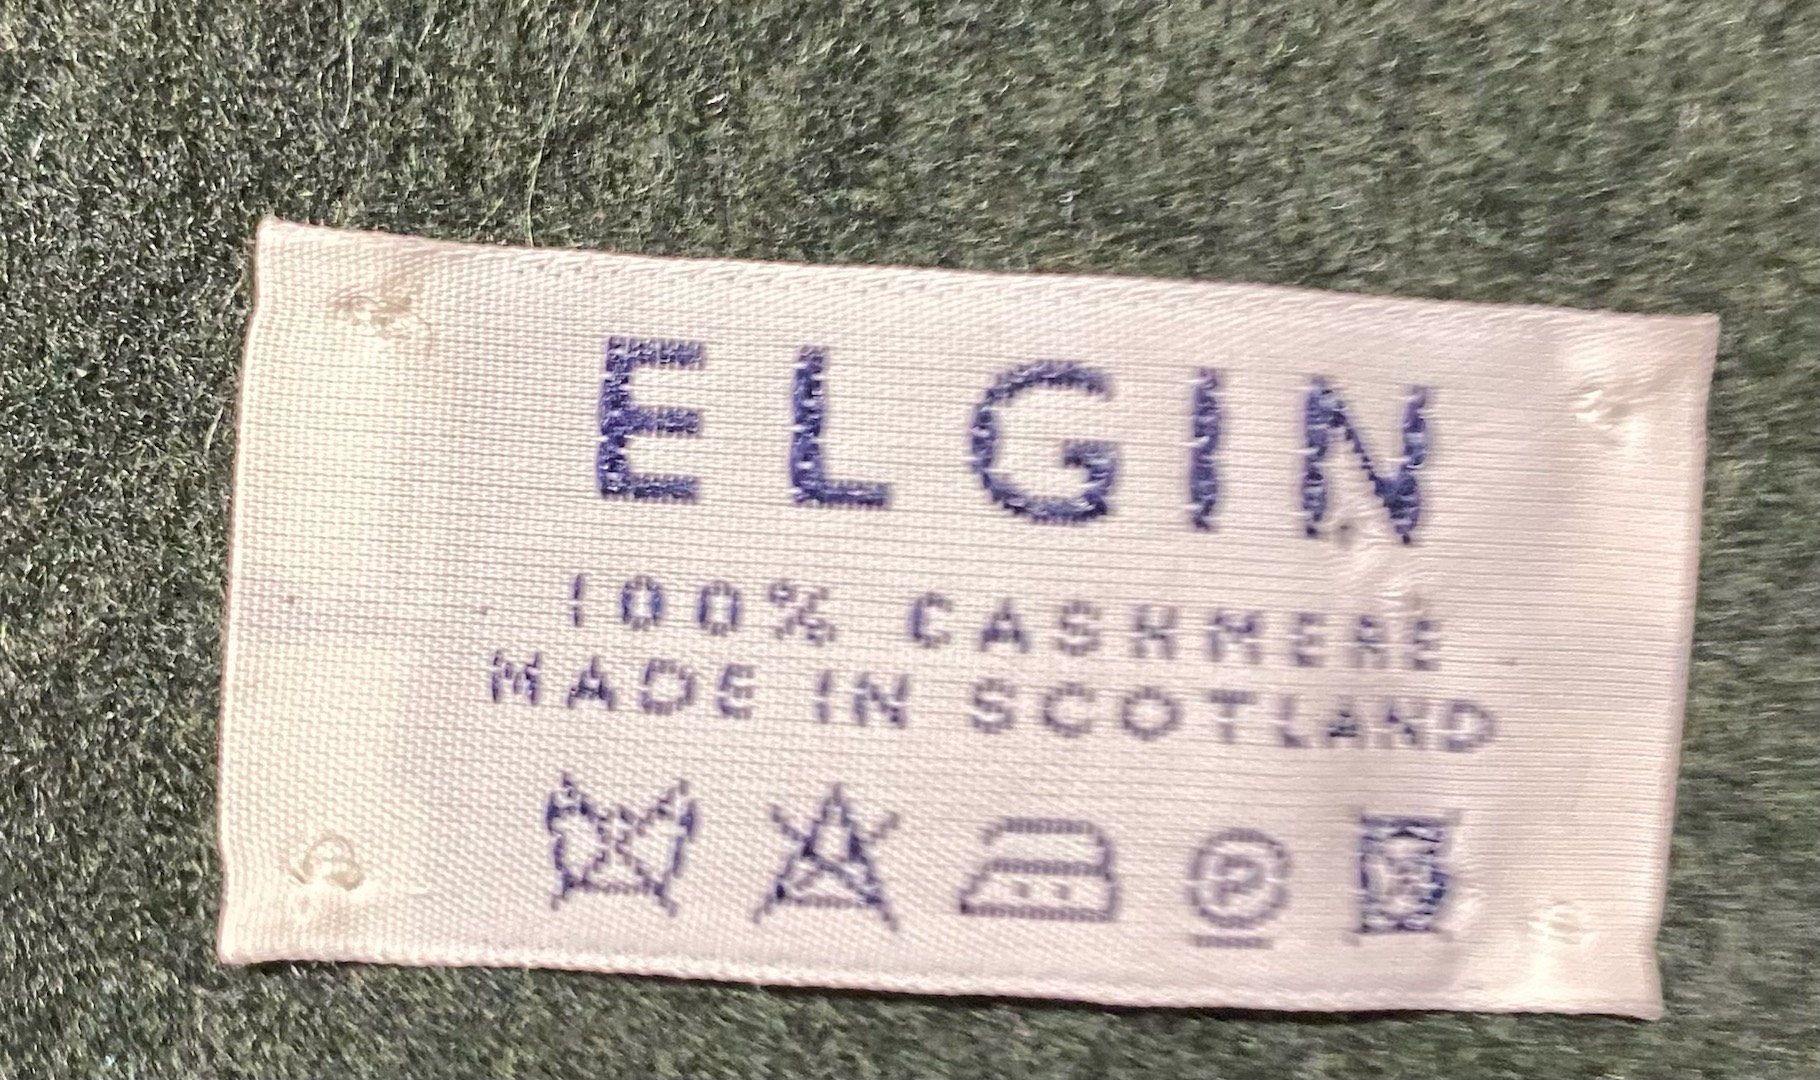 ELGIN
100% CASHMERE
MADE IN SCOTLAND
P